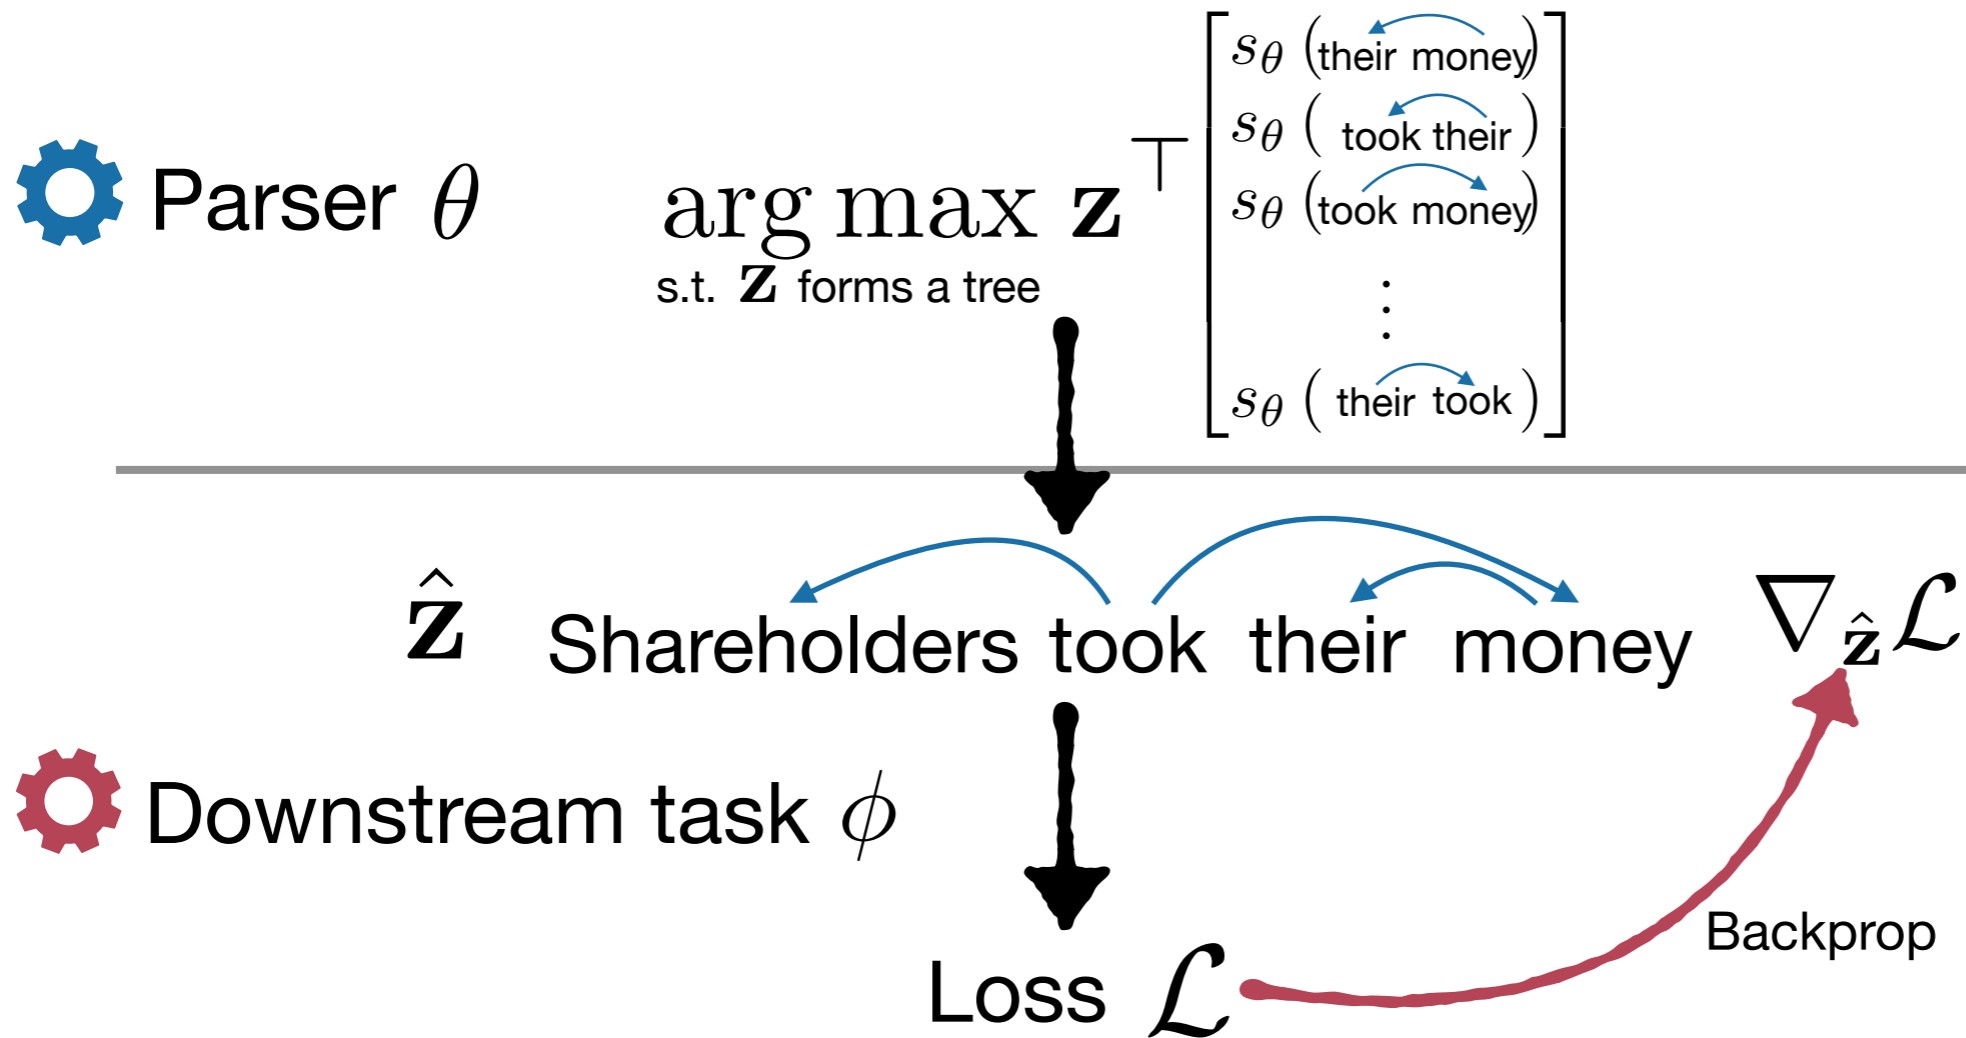 s_θ (their money)
s_θ ( took their )
s_θ (took money)
⋮
s_θ ( their took )
Parser θ
arg max z⊤
s.t. z forms a tree
ẑ Shareholders took their money ∇_ẑ ℒ
Downstream task ϕ
Backprop
Loss ℒ